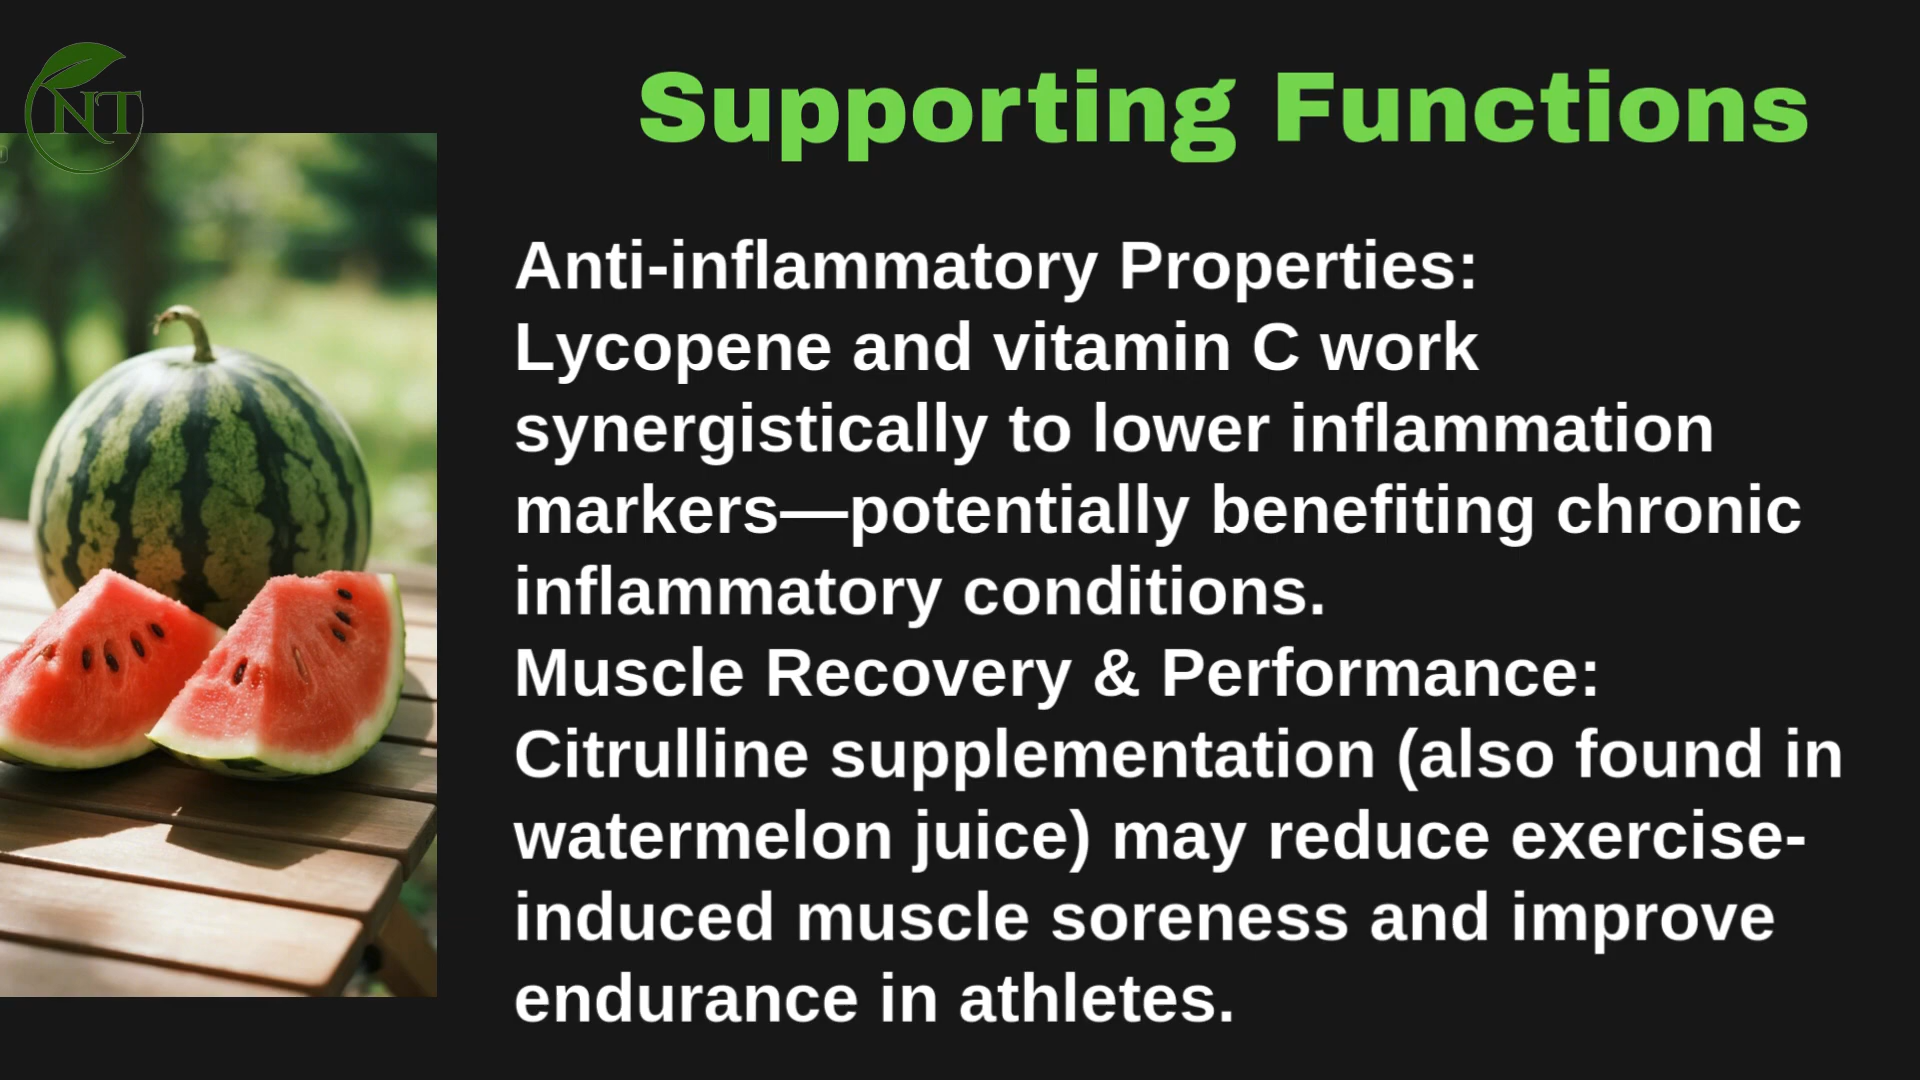 NT
Supporting Functions
Anti-inflammatory Properties:
Lycopene and vitamin C work
synergistically to lower inflammation
markers—potentially benefiting chronic
inflammatory conditions.
Muscle Recovery & Performance:
Citrulline supplementation (also found in
watermelon juice) may reduce exercise-
induced muscle soreness and improve
endurance in athletes.